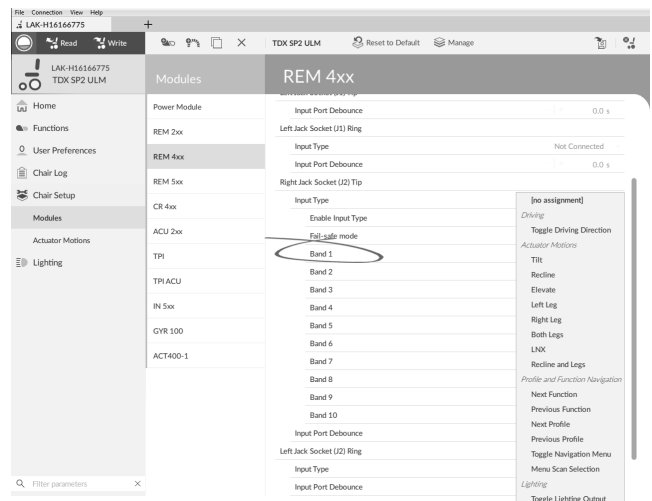 File Connection View Help
LAK-H16166775
+
Read Write
TDX SP2 ULM Reset to Default Manage
LAK-H16166775
TDX SP2 ULM
Home
Functions
User Preferences
Chair Log
Chair Setup
Modules
Actuator Motions
Lighting
Filter parameters
Modules
Power Module
REM 2xx
REM 4xx
REM 5xx
CR 4xx
ACU 2xx
TPI
TPI ACU
IN 5xx
GYR 100
ACT400-1
REM 4xx
Left Jack Socket (J1) Tip
Input Port Debounce 0.0 s
Left Jack Socket (J1) Ring
Input Type Not Connected
Input Port Debounce 0.0 s
Right Jack Socket (J2) Tip
Input Type
Enable Input Type
Fail-safe mode
Band 1
Band 2
Band 3
Band 4
Band 5
Band 6
Band 7
Band 8
Band 9
Band 10
Input Port Debounce
Left Jack Socket (J2) Ring
Input Type
Input Port Debounce
[no assignment]
Driving
Toggle Driving Direction
Actuator Motions
Tilt
Recline
Elevate
Left Leg
Right Leg
Both Legs
LNX
Recline and Legs
Profile and Function Navigation
Next Function
Previous Function
Next Profile
Previous Profile
Toggle Navigation Menu
Menu Scan Selection
Lighting
Toggle Lighting Output